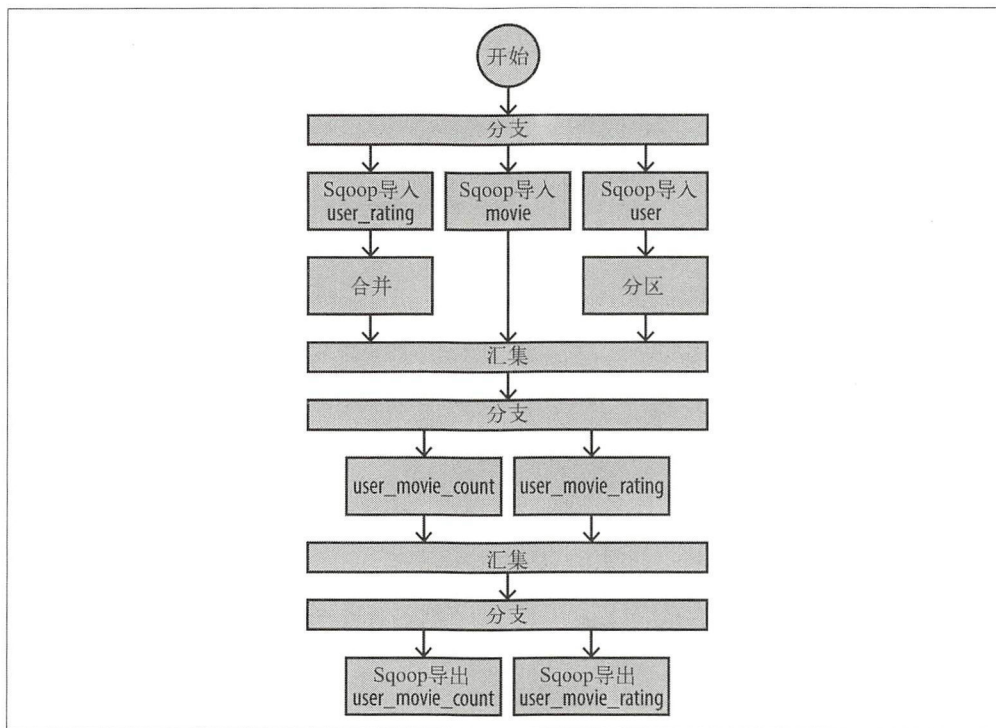 开始
分支
Sqoop导入
user_rating
Sqoop导入
movie
Sqoop导入
user
合并
分区
汇集
分支
user_movie_count
user_movie_rating
汇集
分支
Sqoop导出
user_movie_count
Sqoop导出
user_movie_rating